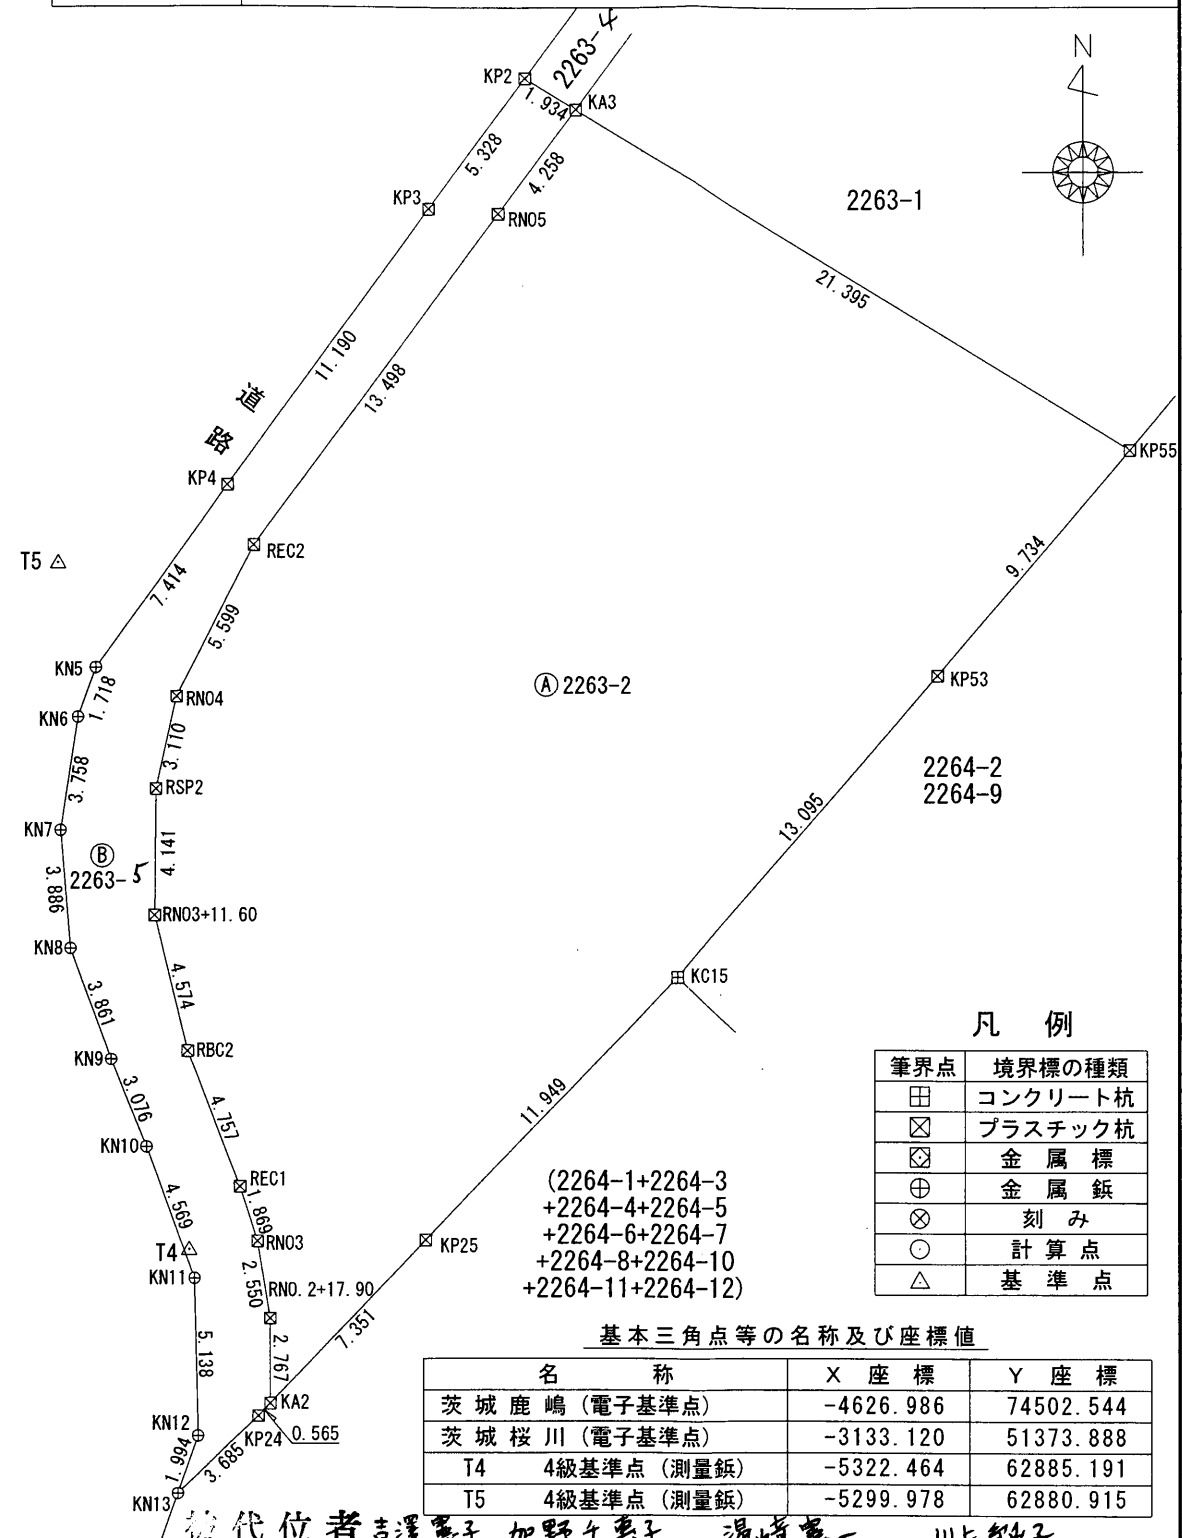 2263-4
N
KP2
1.934
KA3
5.328
4.258
KP3
RNO5
2263-1
21.395
11.190
13.498
道
路
KP4
KP55
REC2
T5
7.414
5.599
9.734
KN5
1.718
RNO4
Ⓐ2263-2
KP53
KN6
3.110
3.758
RSP2
2264-2
2264-9
13.095
KN7
4.141
Ⓑ
2263-5
3.886
RNO3+11.60
KN8
4.574
KC15
3.861
KN9
RBC2
3.076
4.757
11.949
KN10
REC1
1.869
4.569
T4
RNO3
KP25
KN11
2.550
RNO.2+17.90
7.351
5.138
2.767
KA2
KN12
KP24
0.565
1.994
3.685
KN13
(2264-1+2264-3
+2264-4+2264-5
+2264-6+2264-7
+2264-8+2264-10
+2264-11+2264-12)
凡 例
筆界点 境界標の種類
コンクリート杭
プラスチック杭
金属標
金属鋲
刻み
計算点
基準点
基本三角点等の名称及び座標値
名 称 X 座 標 Y 座 標
茨城鹿嶋(電子基準点) -4626.986 74502.544
茨城桜川(電子基準点) -3133.120 51373.888
T4 4級基準点(測量鋲) -5322.464 62885.191
T5 4級基準点(測量鋲) -5299.978 62880.915
被代位者